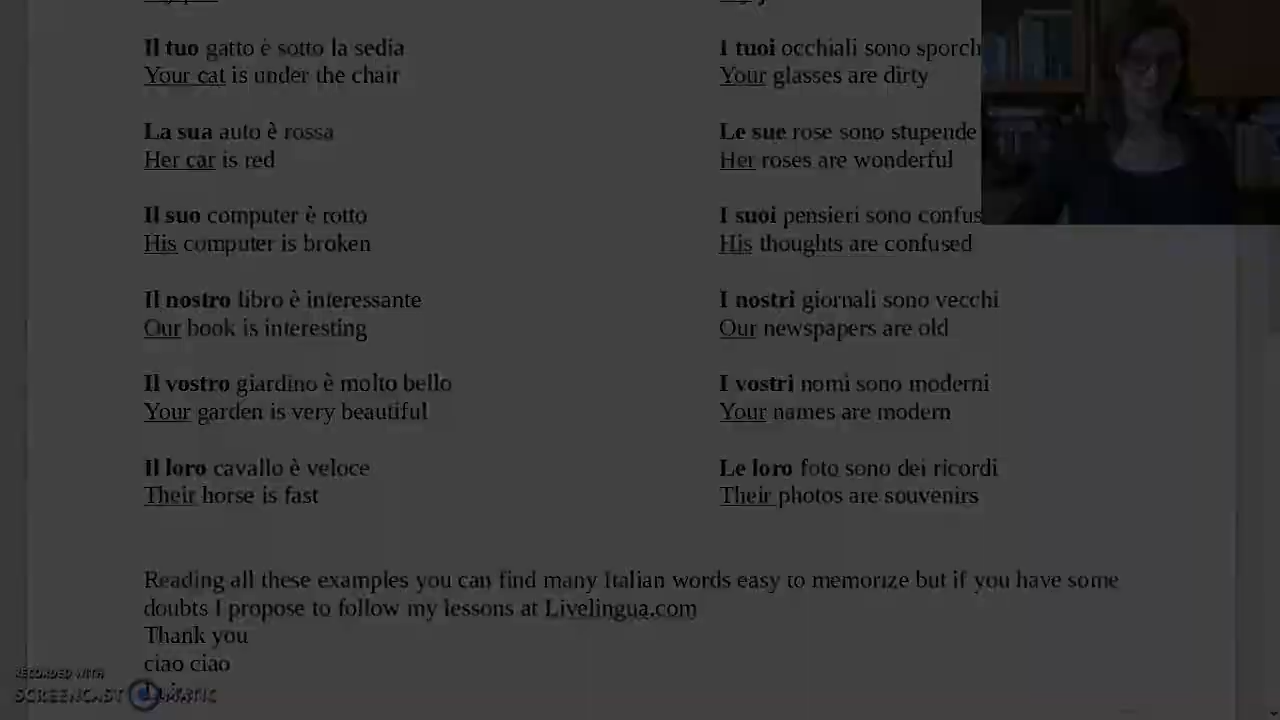 Il tuo gatto è sotto la sedia
Your cat is under the chair
La sua auto è rossa
Her car is red
Il suo computer è rotto
His computer is broken
Il nostro libro è interessante
Our book is interesting
Il vostro giardino è molto bello
Your garden is very beautiful
Il loro cavallo è veloce
Their horse is fast
I tuoi occhiali sono sporch
Your glasses are dirty
Le sue rose sono stupende
Her roses are wonderful
I suoi pensieri sono confus
His thoughts are confused
I nostri giornali sono vecchi
Our newspapers are old
I vostri nomi sono moderni
Your names are modern
Le loro foto sono dei ricordi
Their photos are souvenirs
Reading all these examples you can find many Italian words easy to memorize but if you have some
doubts I propose to follow my lessons at Livelingua.com
Thank you
ciao ciao
RECORDED WITH
SCREENCAST MATIC